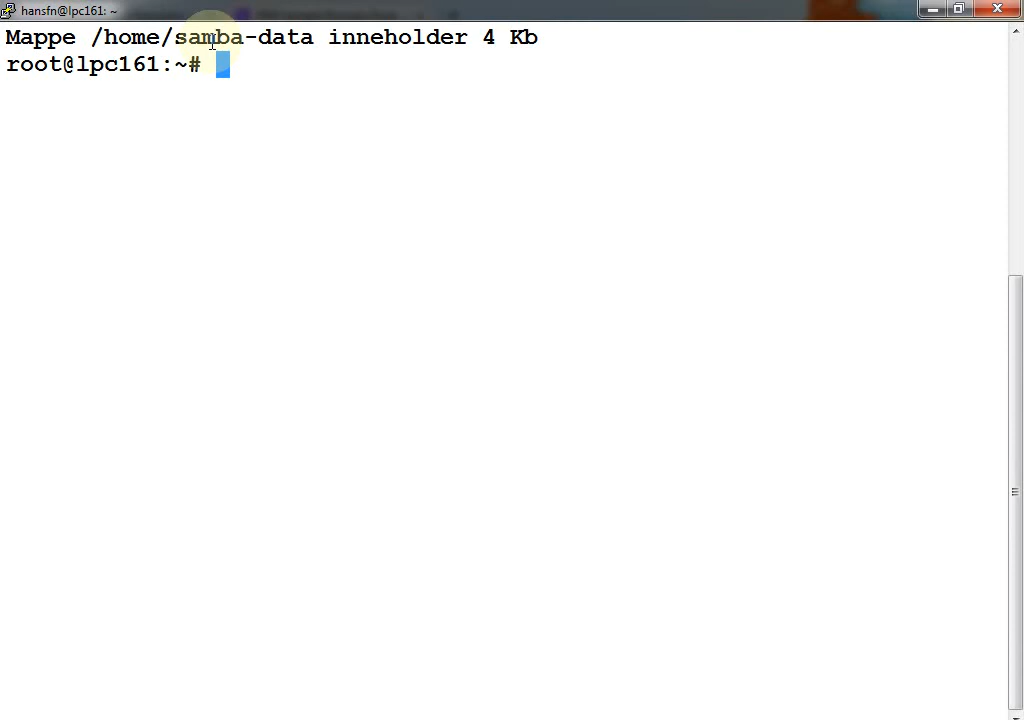 hansfn@lpc161: ~
Mappe /home/samba-data inneholder 4 Kb
root@lpc161:~#